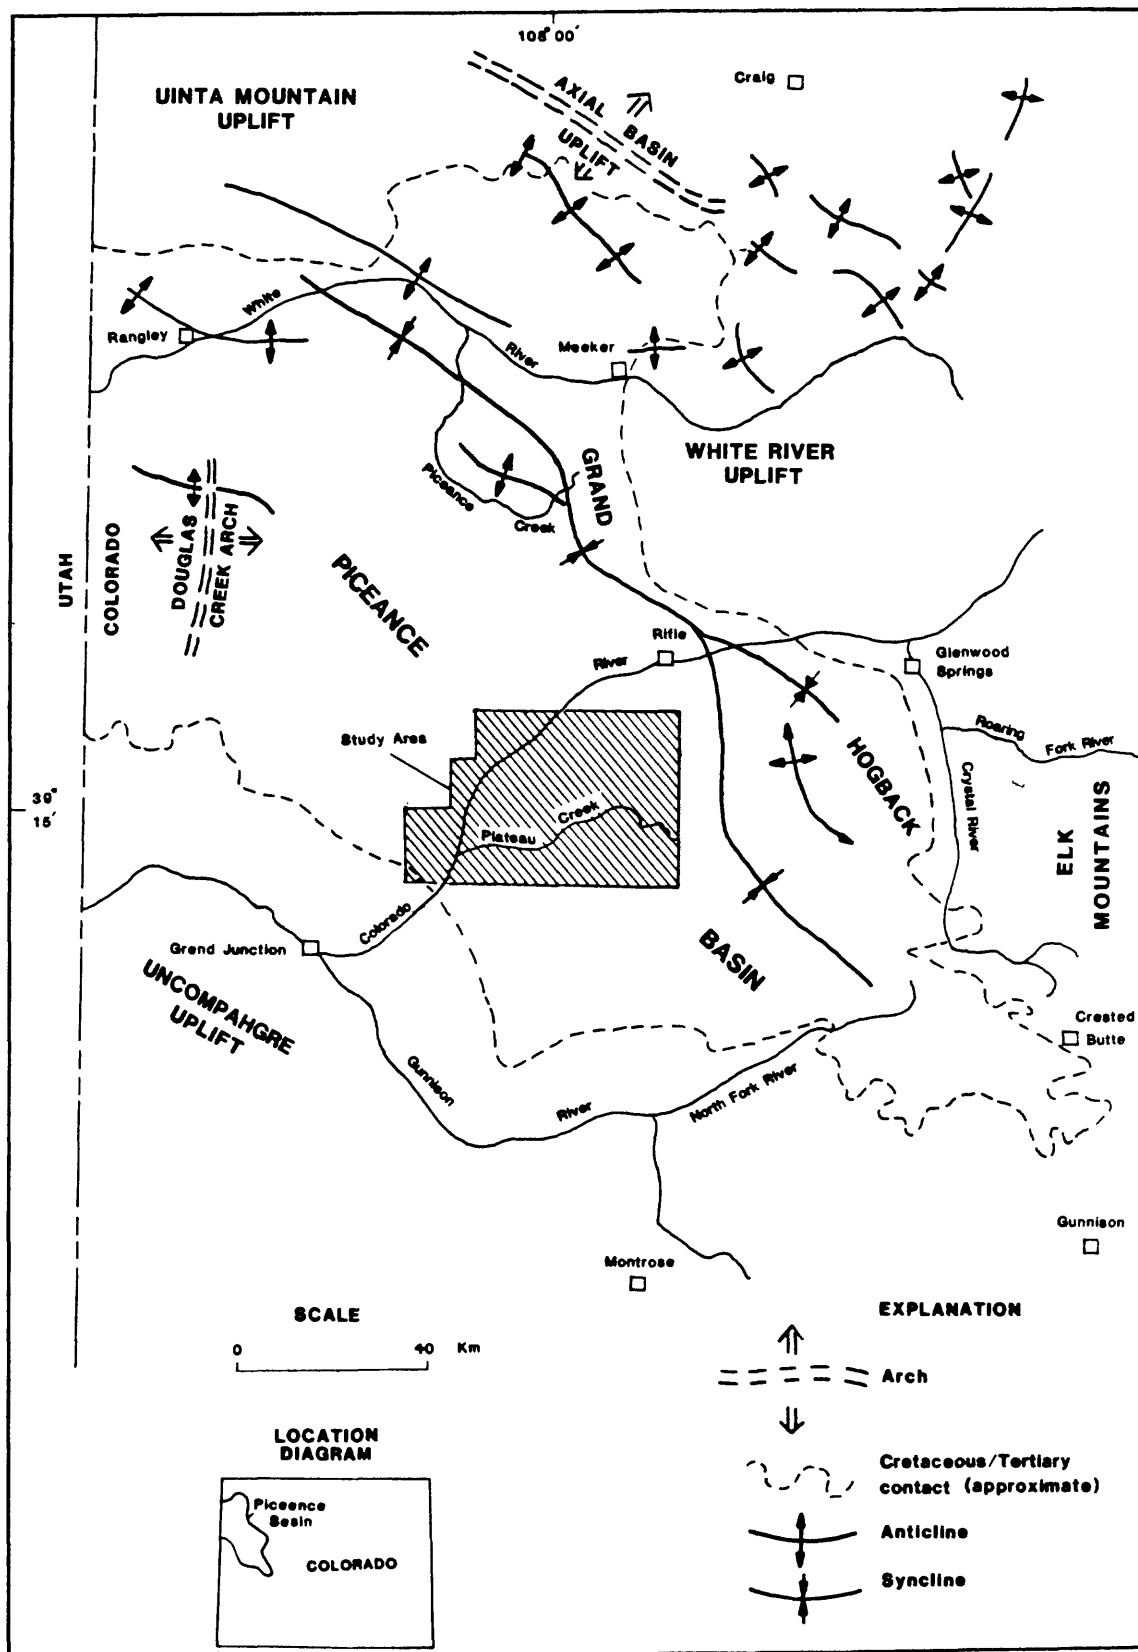 108° 00'
Craig
UINTA MOUNTAIN
UPLIFT
AXIAL
BASIN
UPLIFT
White
Rangley
River
Meeker
WHITE RIVER
UPLIFT
GRAND
Piceance
Creek
DOUGLAS
CREEK ARCH
UTAH
COLORADO
PICEANCE
Rifle
River
Glenwood
Springs
Study Area
Roaring
Fork River
HOGBACK
Crystal River
39°
15'
Plateau
Creek
ELK
MOUNTAINS
Colorado
Grend Junction
BASIN
UNCOMPAHGRE
UPLIFT
Crested
Butte
Gunnison
River
North Fork River
Gunnison
Montrose
SCALE
0 40 Km
EXPLANATION
Arch
LOCATION
DIAGRAM
Cretaceous/Tertiary
contact (approximate)
Piceence
Besin
COLORADO
Anticline
Syncline